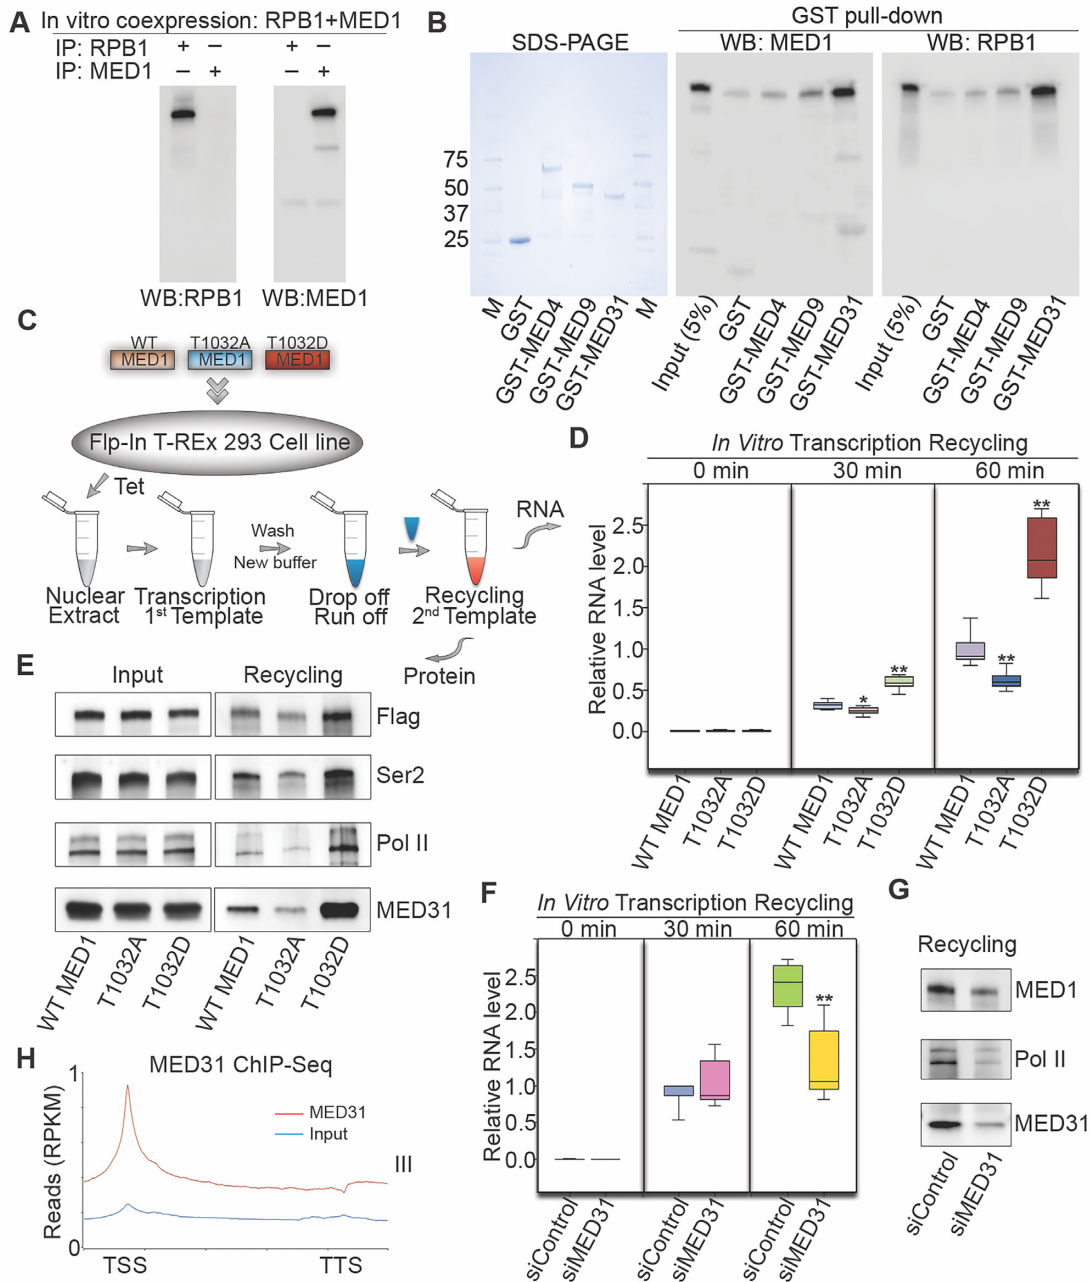 A
In vitro coexpression: RPB1+MED1
IP: RPB1 + – + –
IP: MED1 – + – +
WB:RPB1 WB:MED1
B
GST pull-down
SDS-PAGE WB: MED1 WB: RPB1
75
50
37
25
M GST GST-MED4 GST-MED9 GST-MED31 M
Input (5%) GST GST-MED4 GST-MED9 GST-MED31
Input (5%) GST GST-MED4 GST-MED9 GST-MED31
C
WT T1032A T1032D
MED1 MED1 MED1
Flp-In T-REx 293 Cell line
Tet
Wash
New buffer
RNA
Nuclear Extract
Transcription 1st Template
Drop off Run off
Recycling 2nd Template
Protein
D
In Vitro Transcription Recycling
0 min 30 min 60 min
Relative RNA level
2.5
2.0
1.5
1.0
0.5
0.0
* ** ** **
WT MED1 T1032A T1032D WT MED1 T1032A T1032D WT MED1 T1032A T1032D
E
Input Recycling
Flag
Ser2
Pol II
MED31
WT MED1 T1032A T1032D WT MED1 T1032A T1032D
F
In Vitro Transcription Recycling
0 min 30 min 60 min
Relative RNA level
2.5
2.0
1.5
1.0
0.5
0.0
**
siControl siMED31 siControl siMED31 siControl siMED31
G
Recycling
MED1
Pol II
MED31
siControl siMED31
H
MED31 ChIP-Seq
Reads (RPKM)
1
0
MED31
Input
III
TSS TTS